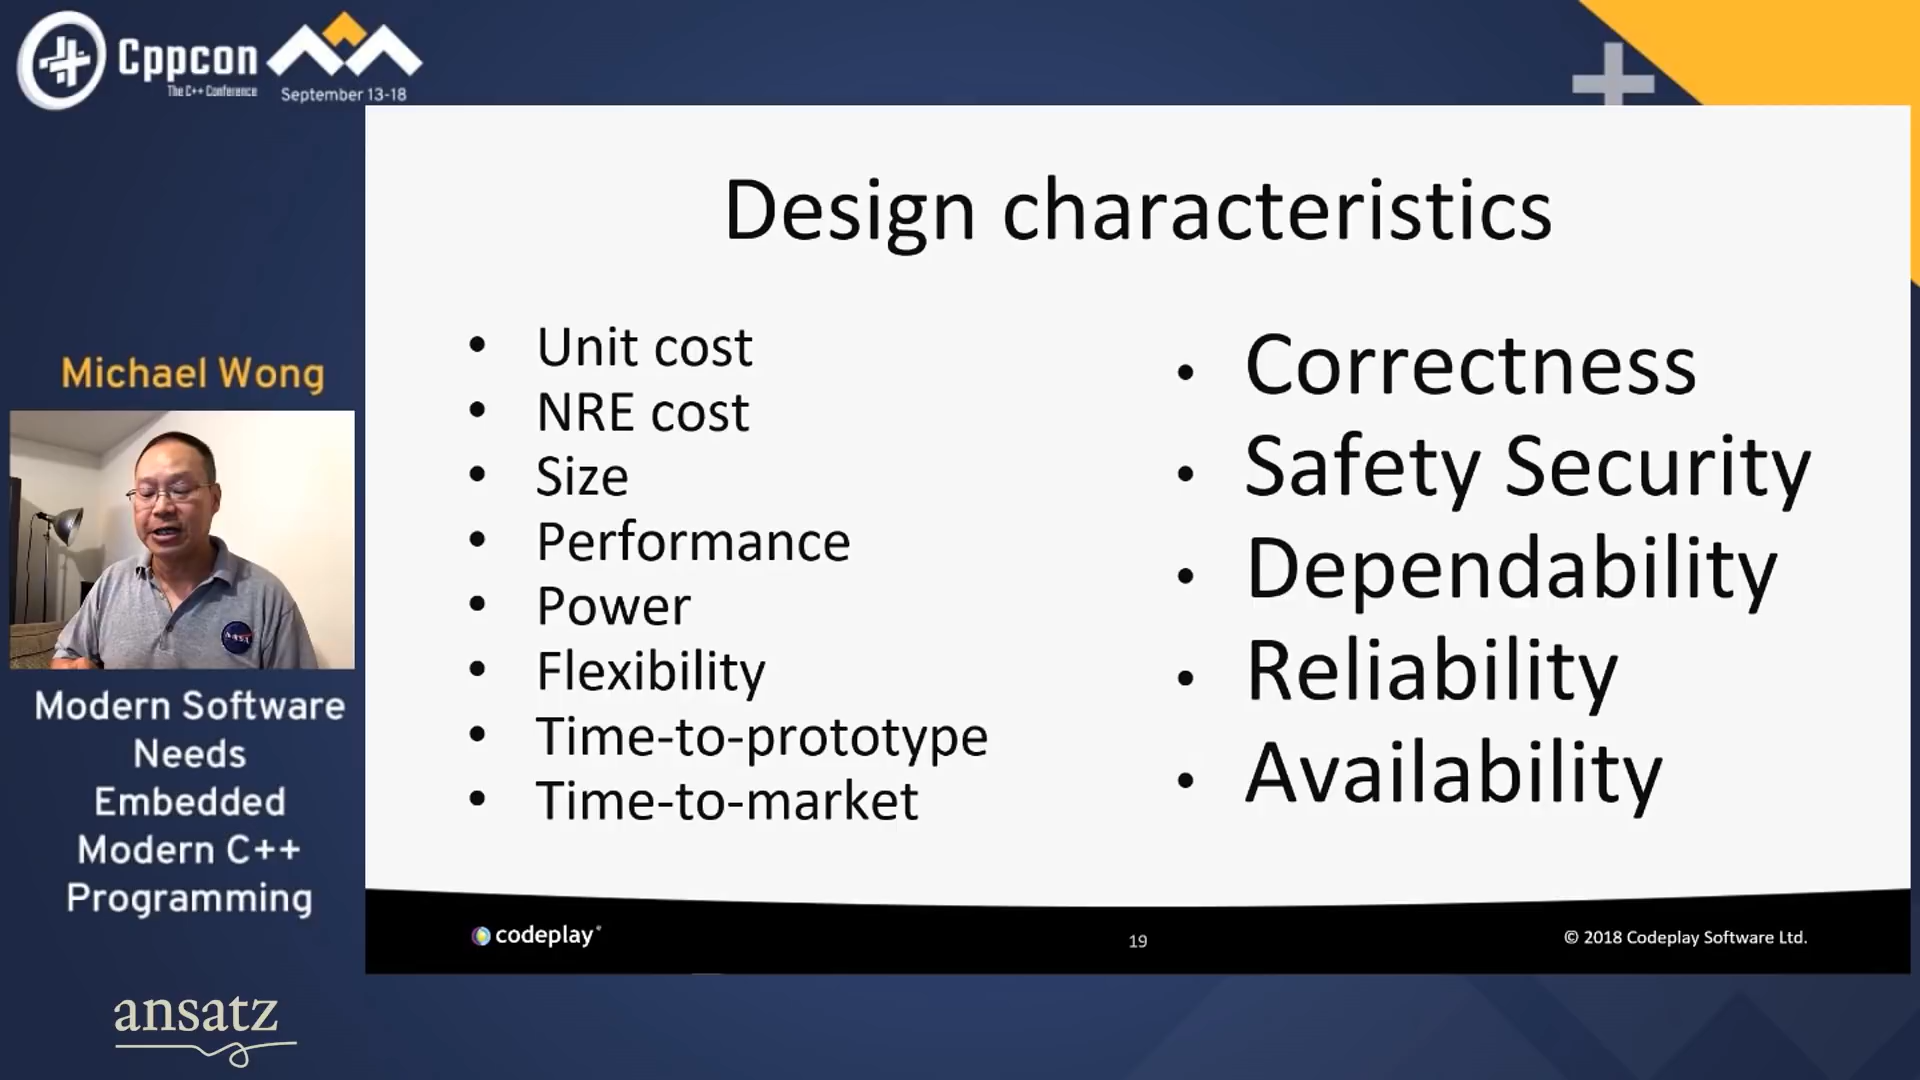 Cppcon
The C++ Conference
September 13-18
Michael Wong
NASA
Modern Software
Needs
Embedded
Modern C++
Programming
ansatz
Design characteristics
• Unit cost
• NRE cost
• Size
• Performance
• Power
• Flexibility
• Time-to-prototype
• Time-to-market
• Correctness
• Safety Security
• Dependability
• Reliability
• Availability
codeplay
19
© 2018 Codeplay Software Ltd.